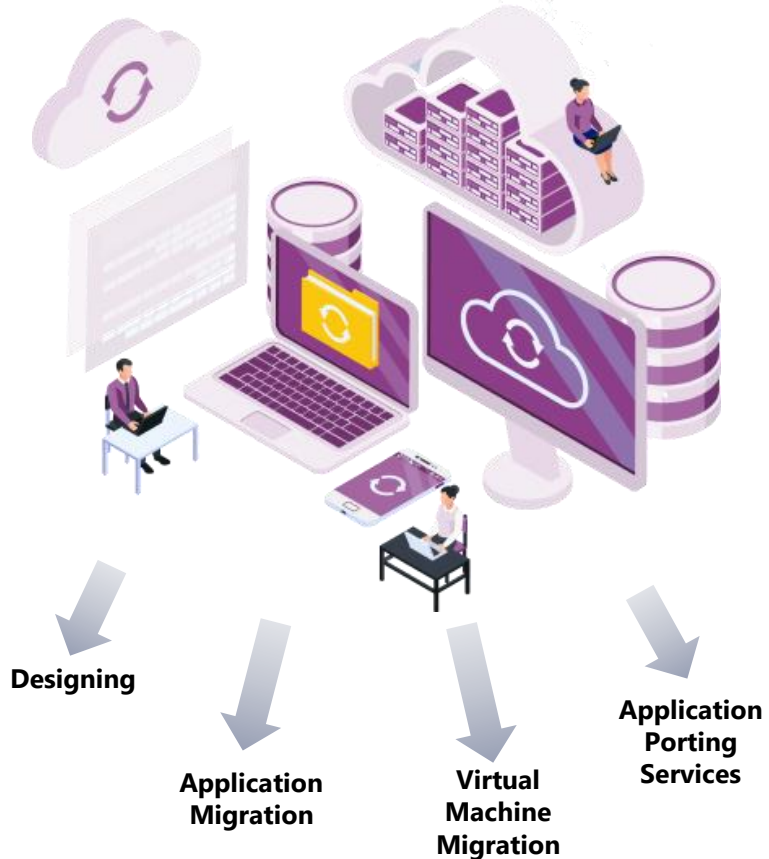 Designing
Application
Migration
Virtual
Machine
Migration
Application
Porting
Services